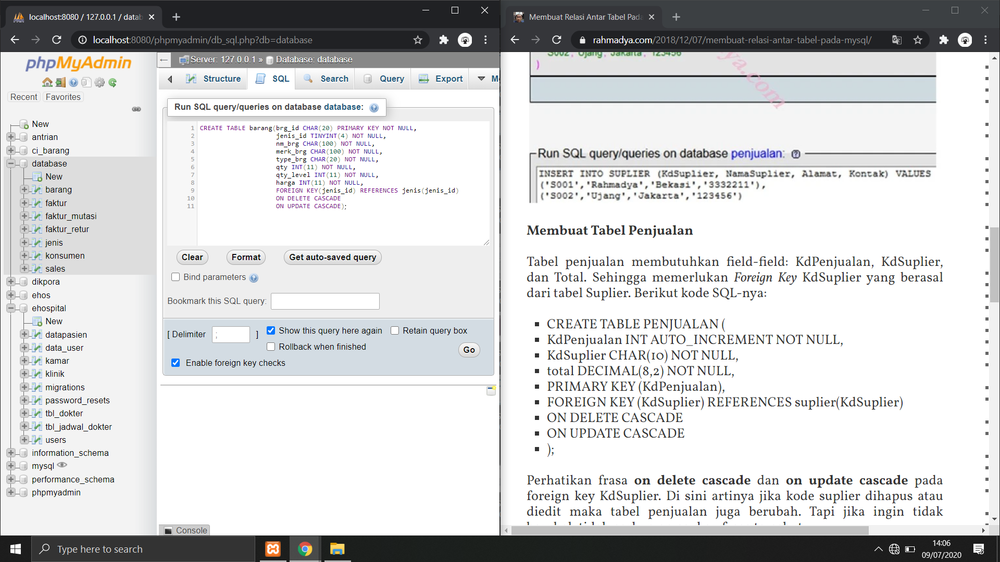 localhost:8080 / 127.0.0.1 / datab
localhost:8080/phpmyadmin/db_sql.php?db=database
phpMyAdmin
Recent
Favorites
New
antrian
ci_barang
database
New
barang
faktur
faktur_mutasi
faktur_retur
jenis
konsumen
sales
dikpora
ehos
ehospital
New
datapasien
data_user
kamar
klinik
migrations
password_resets
tbl_dokter
tbl_jadwal_dokter
users
information_schema
mysql
performance_schema
phpmyadmin
Server: 127.0.0.1 » Database: database
Structure SQL Search Query Export M
Run SQL query/queries on database database:
1 CREATE TABLE barang(brg_id CHAR(20) PRIMARY KEY NOT NULL,
2 jenis_id TINYINT(4) NOT NULL,
3 nm_brg CHAR(100) NOT NULL,
4 merk_brg CHAR(100) NOT NULL,
5 type_brg CHAR(20) NOT NULL,
6 qty INT(11) NOT NULL,
7 qty_level INT(11) NOT NULL,
8 harga INT(11) NOT NULL,
9 FOREIGN KEY(jenis_id) REFERENCES jenis(jenis_id)
10 ON DELETE CASCADE
11 ON UPDATE CASCADE);
Clear Format Get auto-saved query
Bind parameters
Bookmark this SQL query:
[ Delimiter ; ] Show this query here again Retain query box
Rollback when finished
Go
Enable foreign key checks
Console
Membuat Relasi Antar Tabel Pada
rahmadya.com/2018/12/07/membuat-relasi-antar-tabel-pada-mysql/
'S002', 'Ujang', 'Jakarta', '123456'
)
ya.com
Run SQL query/queries on database penjualan:
INSERT INTO SUPLIER (KdSuplier, NamaSuplier, Alamat, Kontak) VALUES
('S001','Rahmadya','Bekasi','3332211'),
('S002','Ujang','Jakarta','123456')
Membuat Tabel Penjualan
Tabel penjualan membutuhkan field-field: KdPenjualan, KdSuplier,
dan Total. Sehingga memerlukan Foreign Key KdSuplier yang berasal
dari tabel Suplier. Berikut kode SQL-nya:
CREATE TABLE PENJUALAN (
KdPenjualan INT AUTO_INCREMENT NOT NULL,
KdSuplier CHAR(10) NOT NULL,
total DECIMAL(8,2) NOT NULL,
PRIMARY KEY (KdPenjualan),
FOREIGN KEY (KdSuplier) REFERENCES suplier(KdSuplier)
ON DELETE CASCADE
ON UPDATE CASCADE
);
Perhatikan frasa on delete cascade dan on update cascade pada
foreign key KdSuplier. Di sini artinya jika kode suplier dihapus atau
diedit maka tabel penjualan juga berubah. Tapi jika ingin tidak
Type here to search
14:06
09/07/2020